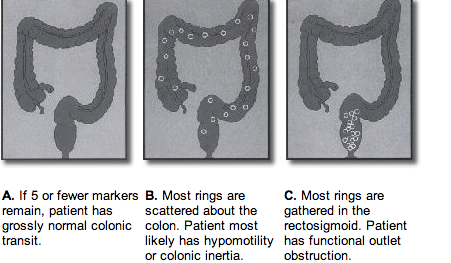 A. If 5 or fewer markers
remain, patient has
grossly normal colonic
transit.
B. Most rings are
scattered about the
colon. Patient most
likely has hypomotility
or colonic inertia.
C. Most rings are
gathered in the
rectosigmoid. Patient
has functional outlet
obstruction.